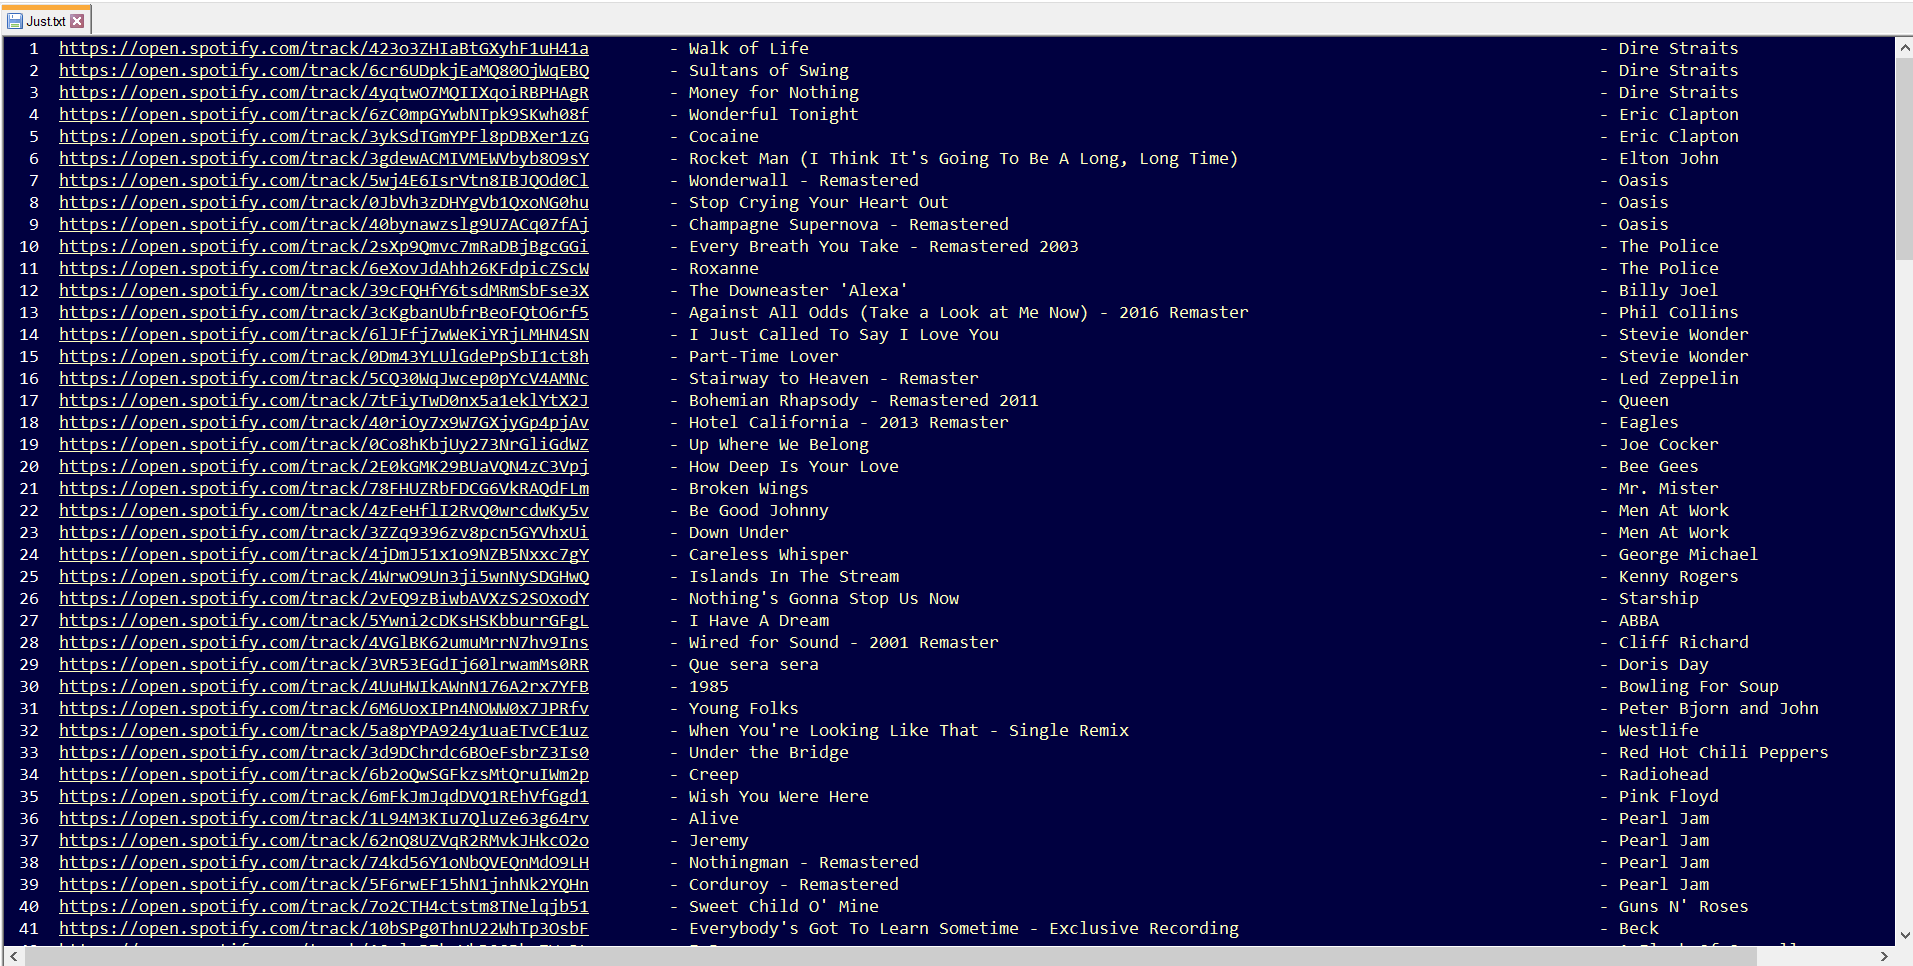 Just.txt
1 https://open.spotify.com/track/423o3ZHIaBtGXyhF1uH41a - Walk of Life - Dire Straits
2 https://open.spotify.com/track/6cr6UDpkjEaMQ80OjWqEBQ - Sultans of Swing - Dire Straits
3 https://open.spotify.com/track/4yqtwO7MQIIXqoiRBPHAgR - Money for Nothing - Dire Straits
4 https://open.spotify.com/track/6zC0mpGYwbNTpk9SKwh08f - Wonderful Tonight - Eric Clapton
5 https://open.spotify.com/track/3ykSdTGmYPFl8pDBXer1zG - Cocaine - Eric Clapton
6 https://open.spotify.com/track/3gdewACMIVMEWVbyb8O9sY - Rocket Man (I Think It's Going To Be A Long, Long Time) - Elton John
7 https://open.spotify.com/track/5wj4E6IsrVtn8IBJQOd0Cl - Wonderwall - Remastered - Oasis
8 https://open.spotify.com/track/0JbVh3zDHYgVb1QxoNG0hu - Stop Crying Your Heart Out - Oasis
9 https://open.spotify.com/track/40bynawzslg9U7ACq07fAj - Champagne Supernova - Remastered - Oasis
10 https://open.spotify.com/track/2sXp9Qmvc7mRaDBjBgcGGi - Every Breath You Take - Remastered 2003 - The Police
11 https://open.spotify.com/track/6eXovJdAhh26KFdpicZScW - Roxanne - The Police
12 https://open.spotify.com/track/39cFQHfY6tsdMRmSbFse3X - The Downeaster 'Alexa' - Billy Joel
13 https://open.spotify.com/track/3cKgbanUbfrBeoFQtO6rf5 - Against All Odds (Take a Look at Me Now) - 2016 Remaster - Phil Collins
14 https://open.spotify.com/track/6lJFfj7wWeKiYRjLMHN4SN - I Just Called To Say I Love You - Stevie Wonder
15 https://open.spotify.com/track/0Dm43YLUlGdePpSbI1ct8h - Part-Time Lover - Stevie Wonder
16 https://open.spotify.com/track/5CQ30WqJwcep0pYcV4AMNc - Stairway to Heaven - Remaster - Led Zeppelin
17 https://open.spotify.com/track/7tFiyTwD0nx5a1eklYtX2J - Bohemian Rhapsody - Remastered 2011 - Queen
18 https://open.spotify.com/track/40riOy7x9W7GXjyGp4pjAv - Hotel California - 2013 Remaster - Eagles
19 https://open.spotify.com/track/0Co8hKbjUy273NrGliGdWZ - Up Where We Belong - Joe Cocker
20 https://open.spotify.com/track/2E0kGMK29BUaVQN4zC3Vpj - How Deep Is Your Love - Bee Gees
21 https://open.spotify.com/track/78FHUZRbFDCG6VkRAQdFLm - Broken Wings - Mr. Mister
22 https://open.spotify.com/track/4zFeHflI2RvQ0wrcdwKy5v - Be Good Johnny - Men At Work
23 https://open.spotify.com/track/3ZZq9396zv8pcn5GYVhxUi - Down Under - Men At Work
24 https://open.spotify.com/track/4jDmJ51x1o9NZB5Nxxc7gY - Careless Whisper - George Michael
25 https://open.spotify.com/track/4WrwO9Un3ji5wnNySDGHwQ - Islands In The Stream - Kenny Rogers
26 https://open.spotify.com/track/2vEQ9zBiwbAVXzS2SOxodY - Nothing's Gonna Stop Us Now - Starship
27 https://open.spotify.com/track/5Ywni2cDKsHSKbburrGFgL - I Have A Dream - ABBA
28 https://open.spotify.com/track/4VGlBK62umuMrrN7hv9Ins - Wired for Sound - 2001 Remaster - Cliff Richard
29 https://open.spotify.com/track/3VR53EGdIj60lrwamMs0RR - Que sera sera - Doris Day
30 https://open.spotify.com/track/4UuHWIkAWnN176A2rx7YFB - 1985 - Bowling For Soup
31 https://open.spotify.com/track/6M6UoxIPn4NOWW0x7JPRfv - Young Folks - Peter Bjorn and John
32 https://open.spotify.com/track/5a8pYPA924y1uaETvCE1uz - When You're Looking Like That - Single Remix - Westlife
33 https://open.spotify.com/track/3d9DChrdc6BOeFsbrZ3Is0 - Under the Bridge - Red Hot Chili Peppers
34 https://open.spotify.com/track/6b2oQwSGFkzsMtQruIWm2p - Creep - Radiohead
35 https://open.spotify.com/track/6mFkJmJqdDVQ1REhVfGgd1 - Wish You Were Here - Pink Floyd
36 https://open.spotify.com/track/1L94M3KIu7QluZe63g64rv - Alive - Pearl Jam
37 https://open.spotify.com/track/62nQ8UZVqR2RMvkJHkcO2o - Jeremy - Pearl Jam
38 https://open.spotify.com/track/74kd56Y1oNbQVEQnMdO9LH - Nothingman - Remastered - Pearl Jam
39 https://open.spotify.com/track/5F6rwEF15hN1jnhNk2YQHn - Corduroy - Remastered - Pearl Jam
40 https://open.spotify.com/track/7o2CTH4ctstm8TNelqjb51 - Sweet Child O' Mine - Guns N' Roses
41 https://open.spotify.com/track/10bSPg0ThnU22WhTp3OsbF - Everybody's Got To Learn Sometime - Exclusive Recording - Beck